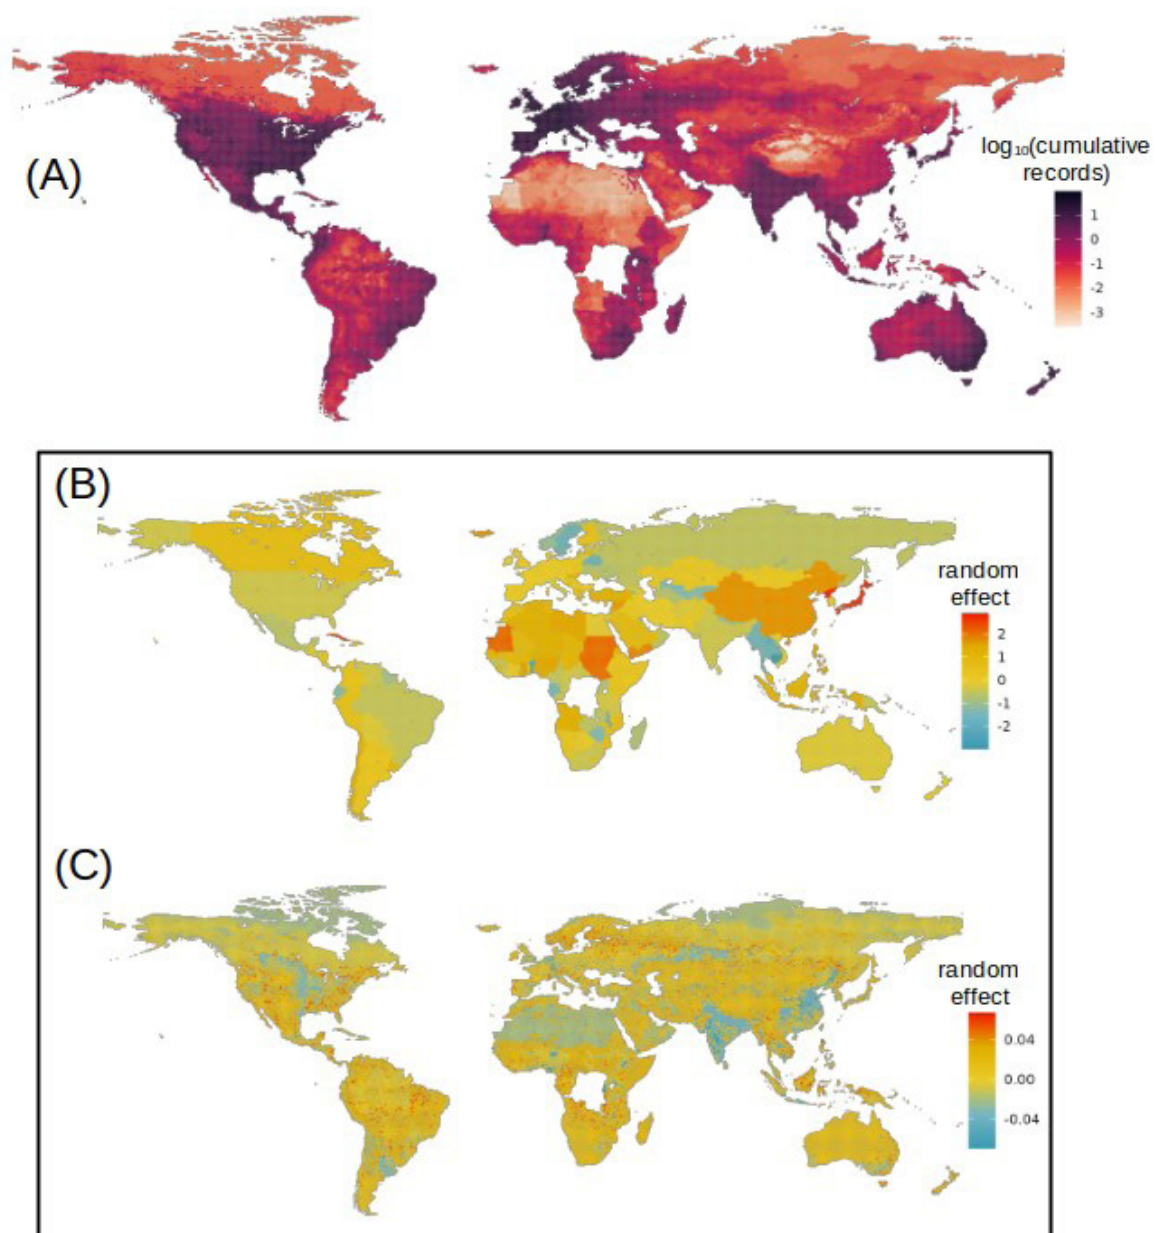 (A)
log₁₀(cumulative
records)
1
0
-1
-2
-3
(B)
random
effect
2
1
0
-1
-2
(C)
random
effect
0.04
0.00
-0.04